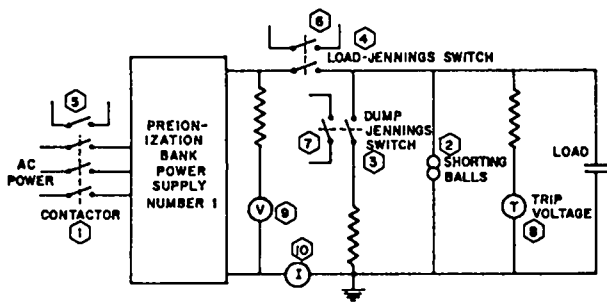 6
4
LOAD-JENNINGS SWITCH
5
PREION-
IZATION
BANK
POWER
SUPPLY
NUMBER 1
AC
POWER
CONTACTOR
1
7
DUMP
JENNINGS
SWITCH
3
2
SHORTING
BALLS
LOAD
V
9
T
TRIP
VOLTAGE
8
10
I